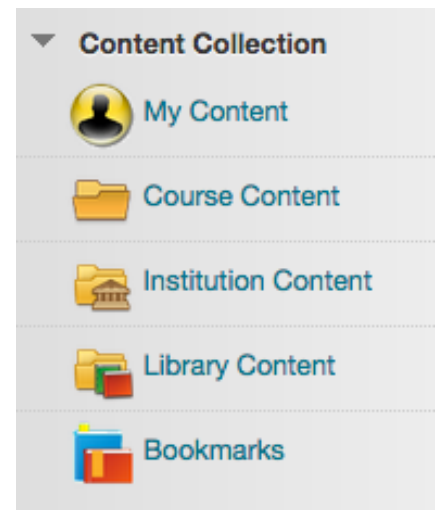 Content Collection
My Content
Course Content
Institution Content
Library Content
Bookmarks